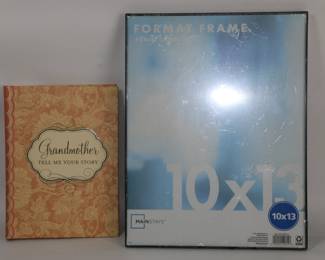 Grandmother
TELL ME YOUR STORY
FORMAT FRAME
10x13
MAINSTAYS
10x13